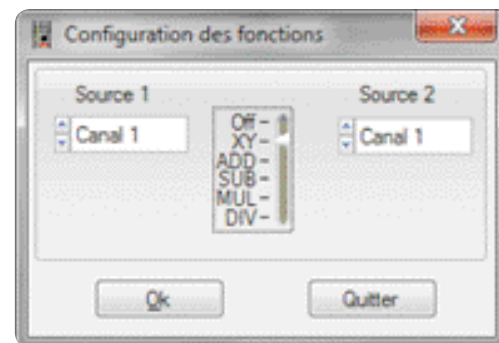 Configuration des fonctions
Source 1
Source 2
Canal 1
Canal 1
Off
XY
ADD
SUB
MUL
DIV
Ok
Quitter